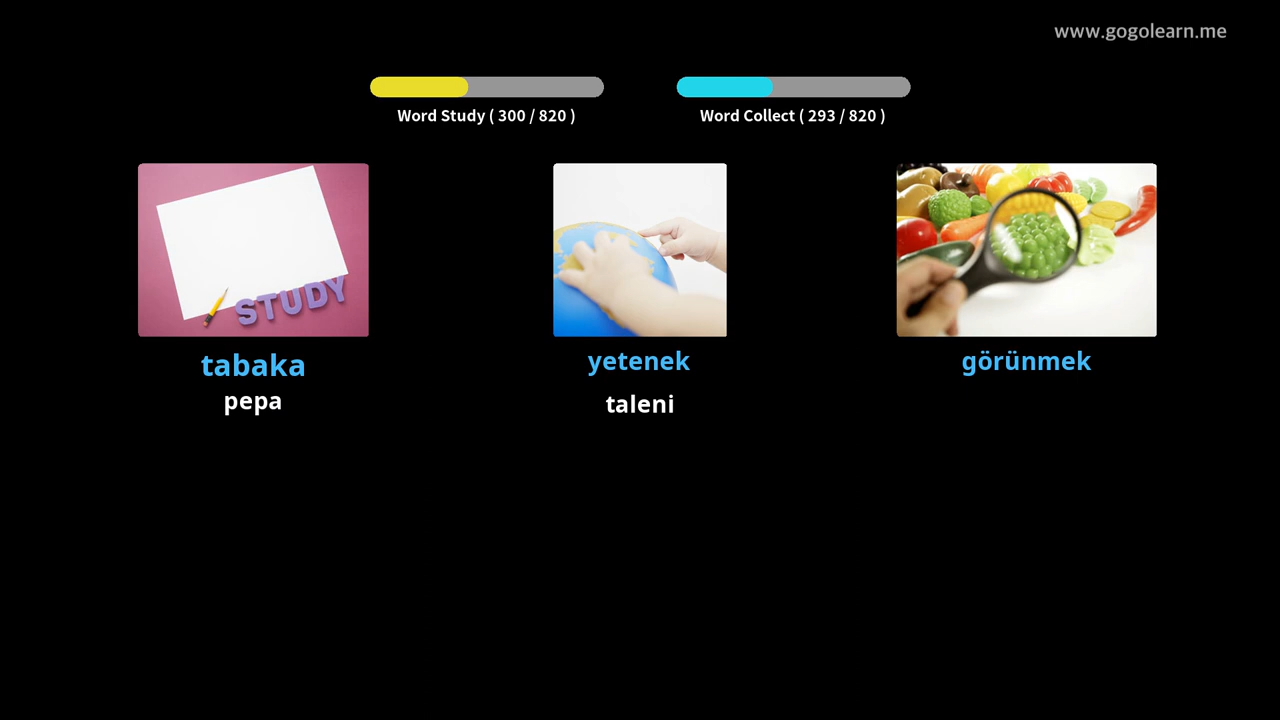 www.gogolearn.me
Word Study ( 300 / 820 )
Word Collect ( 293 / 820 )
STUDY
tabaka
pepa
yetenek
taleni
görünmek